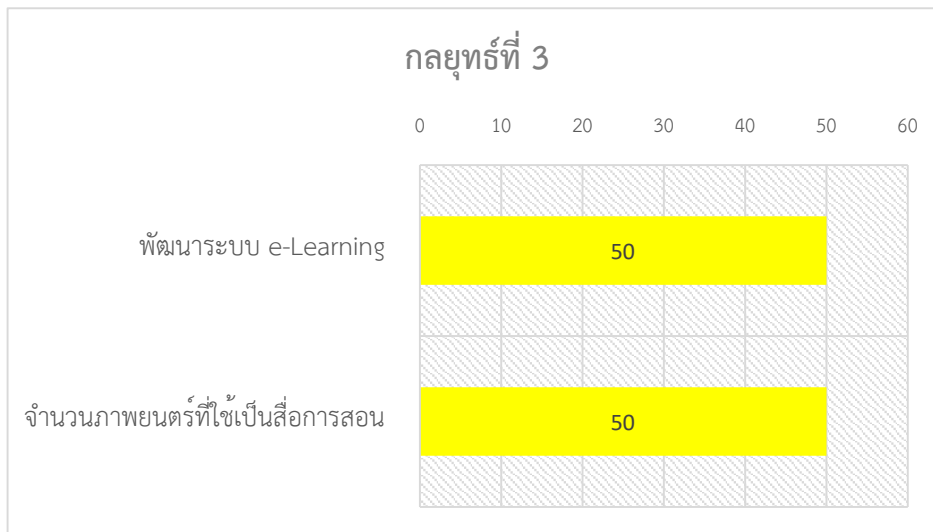 กลยุทธ์ที่ 3
0 10 20 30 40 50 60
พัฒนาระบบ e-Learning
50
จำนวนภาพยนตร์ที่ใช้เป็นสื่อการสอน
50